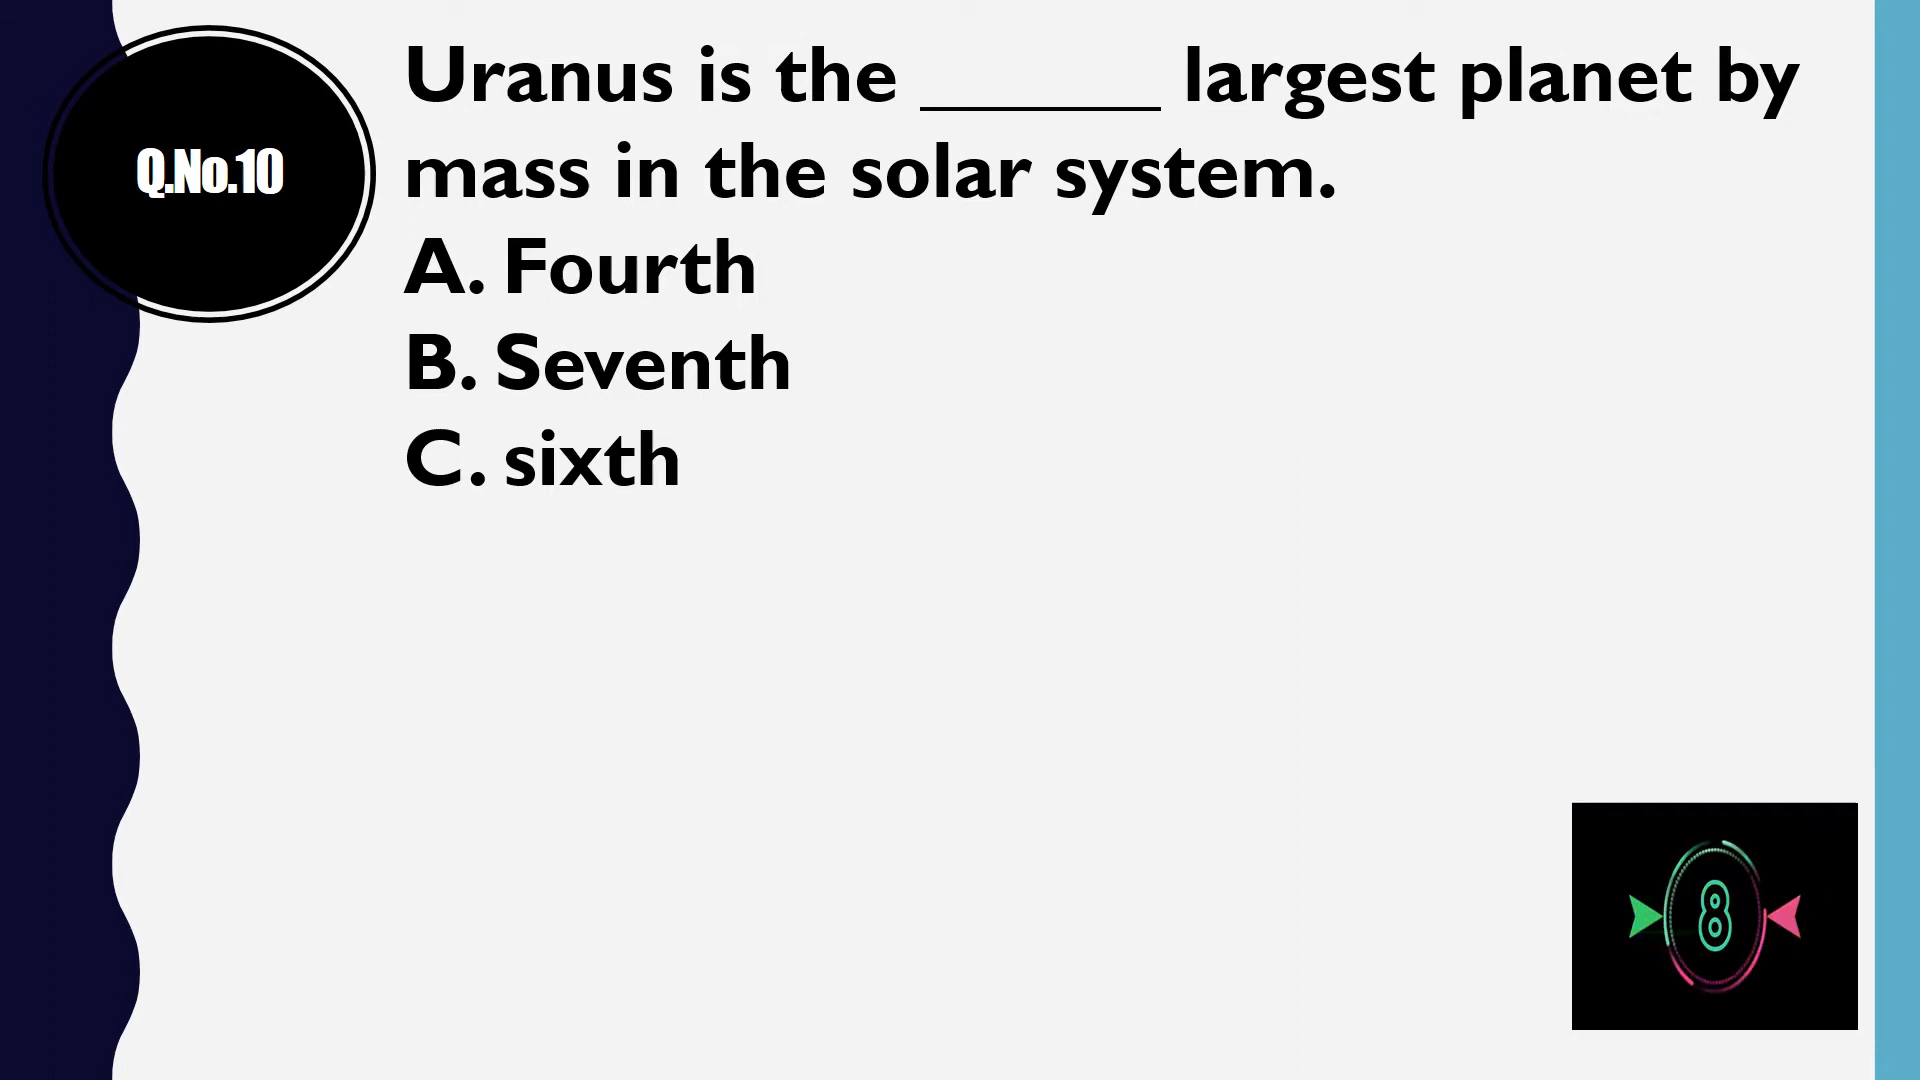 Q.No.10
Uranus is the ______ largest planet by
mass in the solar system.
A. Fourth
B. Seventh
C. sixth
8